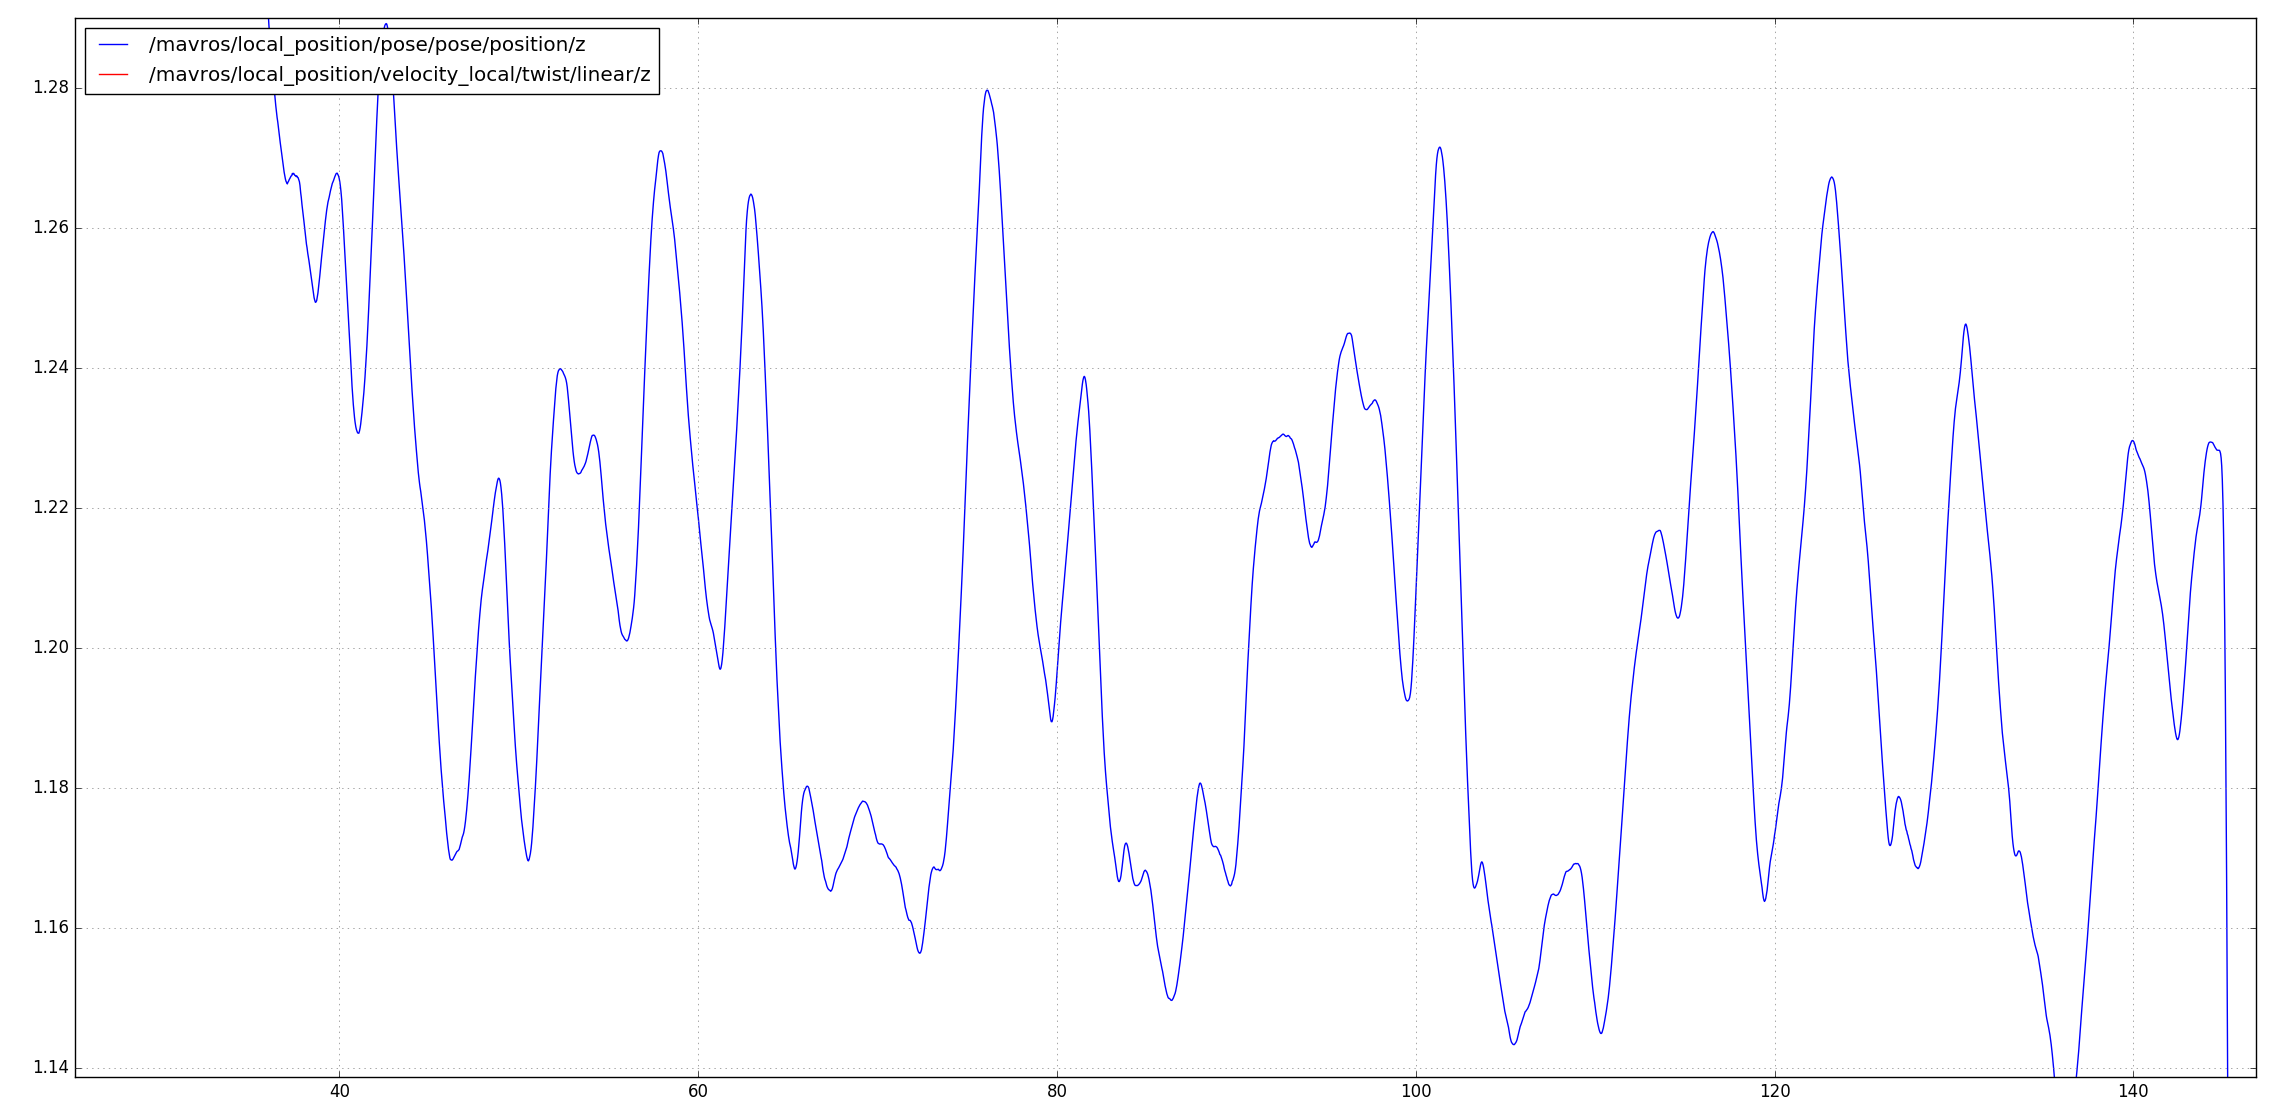 /mavros/local_position/pose/pose/position/z
/mavros/local_position/velocity_local/twist/linear/z
1.28
1.26
1.24
1.22
1.20
1.18
1.16
1.14
40 60 80 100 120 140